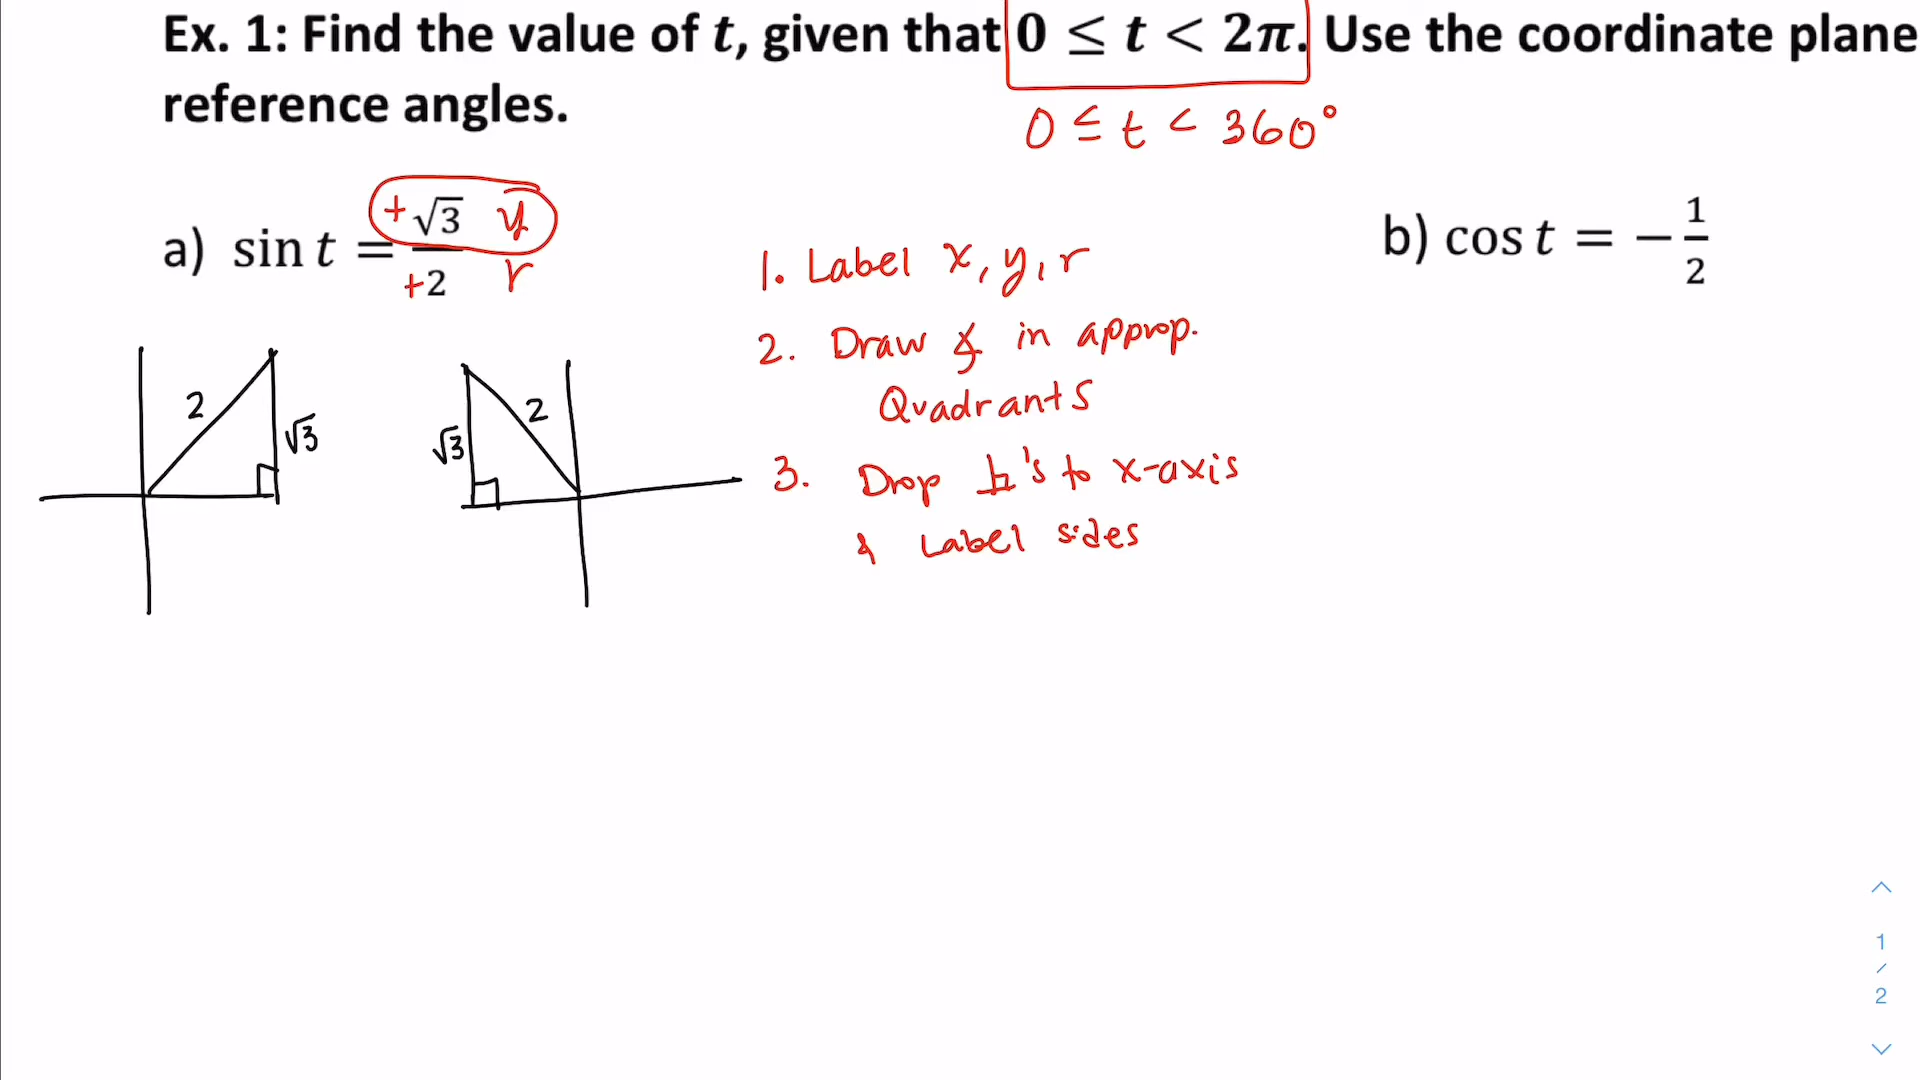 Ex. 1: Find the value of t, given that 0 ≤ t < 2π. Use the coordinate plane
reference angles.
0 ≤ t < 360°
a) sin t = +√3 y / +2 r
b) cos t = −1/2
1. Label x, y, r
2. Draw ∡ in approp.
Quadrants
3. Drop ⊥'s to x-axis
& Label sides
2
√3
√3
2
1
/
2